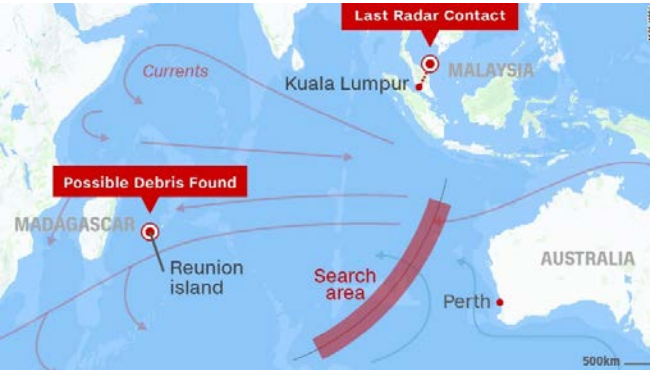 Last Radar Contact
Currents
Kuala Lumpur
MALAYSIA
Possible Debris Found
MADAGASCAR
Reunion
island
Search
area
AUSTRALIA
Perth
500km